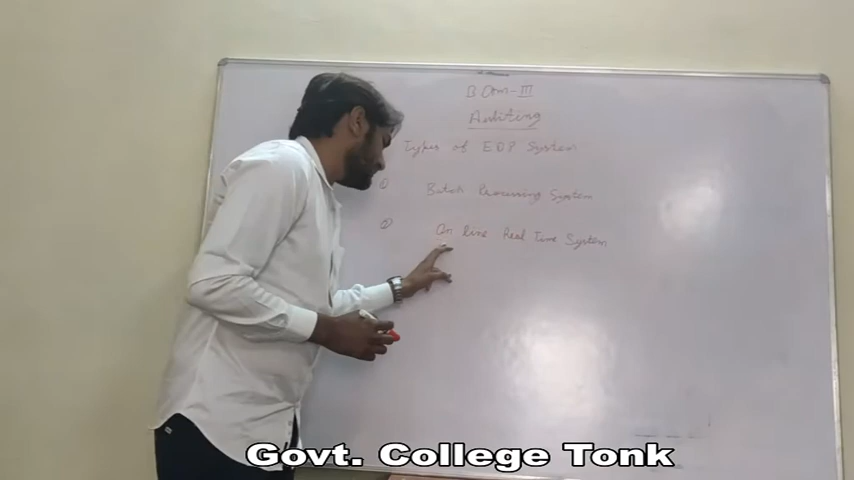 B Com-III
Auditing
Types of EDP System
① Batch Processing System
② On line Real Time System
Govt. College Tonk